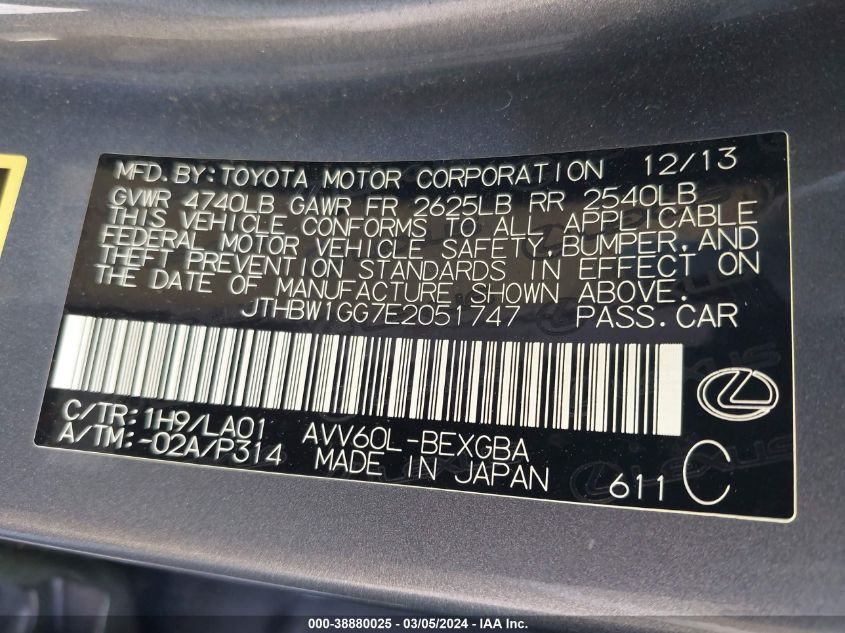 MFD. BY: TOYOTA MOTOR CORPORATION 12/13
GVWR 4740LB GAWR FR 2625LB RR 2540LB
THIS VEHICLE CONFORMS TO ALL APPLICABLE
FEDERAL MOTOR VEHICLE SAFETY, BUMPER, AND
THEFT PREVENTION STANDARDS IN EFFECT ON
THE DATE OF MANUFACTURE SHOWN ABOVE.
JTHBW1GG7E2051747 PASS. CAR
C/TR: 1H9/LA01 AVV60L-BEXGBA
A/TM: -02A/P314 MADE IN JAPAN 611 C
LEXUS
000-38880025 - 03/05/2024 - IAA Inc.